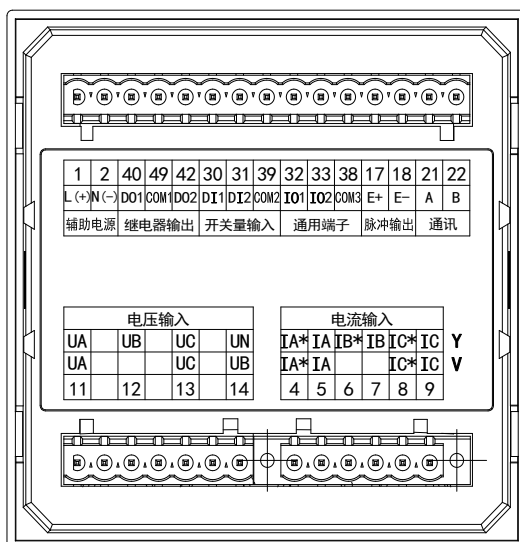 1 2 40 49 42 30 31 39 32 33 38 17 18 21 22
L(+) N(-) DO1 COM1 DO2 DI1 DI2 COM2 IO1 IO2 COM3 E+ E- A B
辅助电源 继电器输出 开关量输入 通用端子 脉冲输出 通讯
电压输入 电流输入
UA UB UC UN IA* IA IB* IB IC* IC Y
UA UC UB IA* IA IC* IC V
11 12 13 14 4 5 6 7 8 9